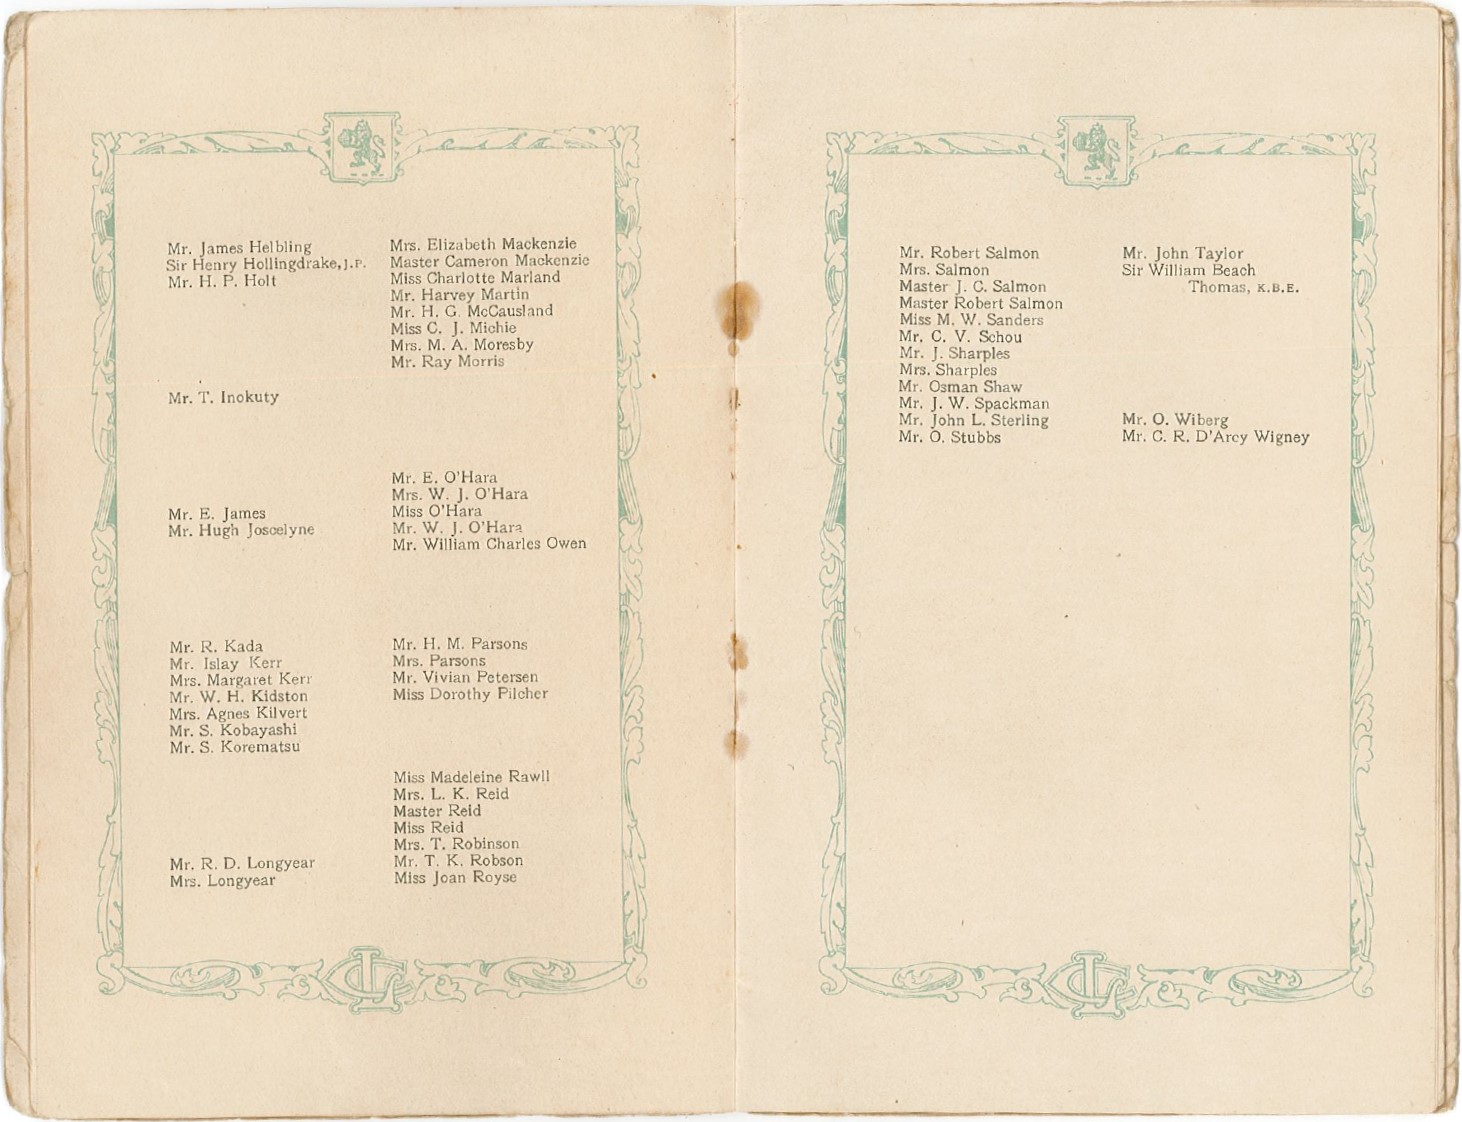 Mr. James Helbling
Sir Henry Hollingdrake, J.P.
Mr. H. P. Holt
Mr. T. Inokuty
Mr. E. James
Mr. Hugh Joscelyne
Mr. R. Kada
Mr. Islay Kerr
Mrs. Margaret Kerr
Mr. W. H. Kidston
Mrs. Agnes Kilvert
Mr. S. Kobayashi
Mr. S. Korematsu
Mr. R. D. Longyear
Mrs. Longyear
Mrs. Elizabeth Mackenzie
Master Cameron Mackenzie
Miss Charlotte Marland
Mr. Harvey Martin
Mr. H. G. McCausland
Miss C. J. Michie
Mrs. M. A. Moresby
Mr. Ray Morris
Mr. E. O'Hara
Mrs. W. J. O'Hara
Miss O'Hara
Mr. W. J. O'Hara
Mr. William Charles Owen
Mr. H. M. Parsons
Mrs. Parsons
Mr. Vivian Petersen
Miss Dorothy Pilcher
Miss Madeleine Rawll
Mrs. L. K. Reid
Master Reid
Miss Reid
Mrs. T. Robinson
Mr. T. K. Robson
Miss Joan Royse
Mr. Robert Salmon
Mrs. Salmon
Master J. C. Salmon
Master Robert Salmon
Miss M. W. Sanders
Mr. C. V. Schou
Mr. J. Sharples
Mrs. Sharples
Mr. Osman Shaw
Mr. J. W. Spackman
Mr. John L. Sterling
Mr. O. Stubbs
Mr. John Taylor
Sir William Beach
Thomas, K.B.E.
Mr. O. Wiberg
Mr. C. R. D'Arcy Wigney